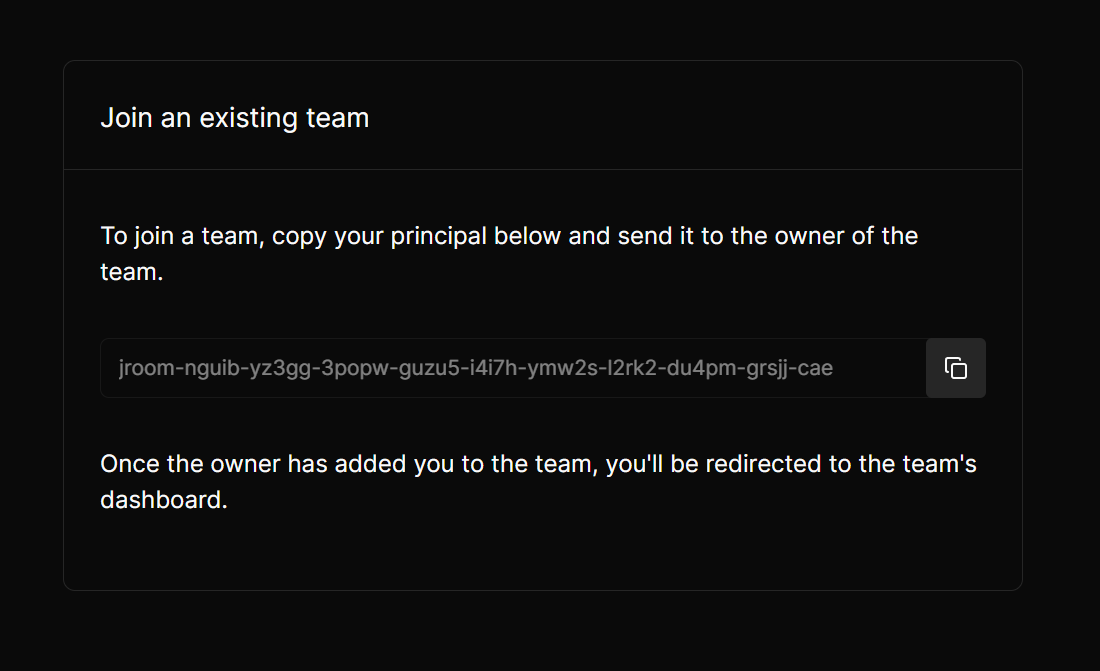 Join an existing team
To join a team, copy your principal below and send it to the owner of the
team.
jroom-nguib-yz3gg-3popw-guzu5-i4i7h-ymw2s-l2rk2-du4pm-grsjj-cae
Once the owner has added you to the team, you'll be redirected to the team's
dashboard.